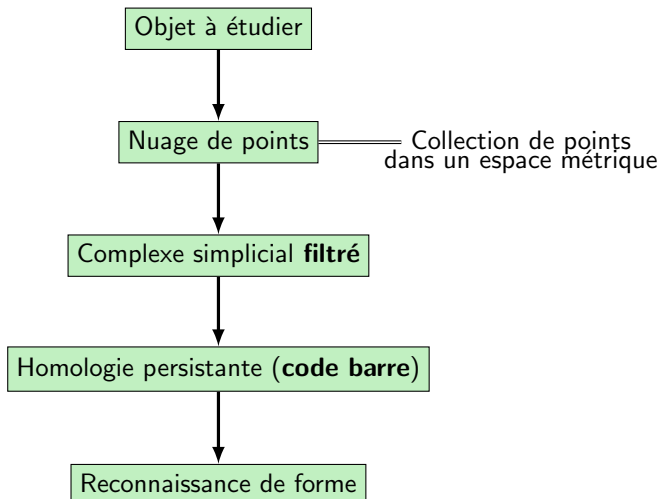 Objet à étudier
Nuage de points
Collection de points
dans un espace métrique
Complexe simplicial filtré
Homologie persistante (code barre)
Reconnaissance de forme